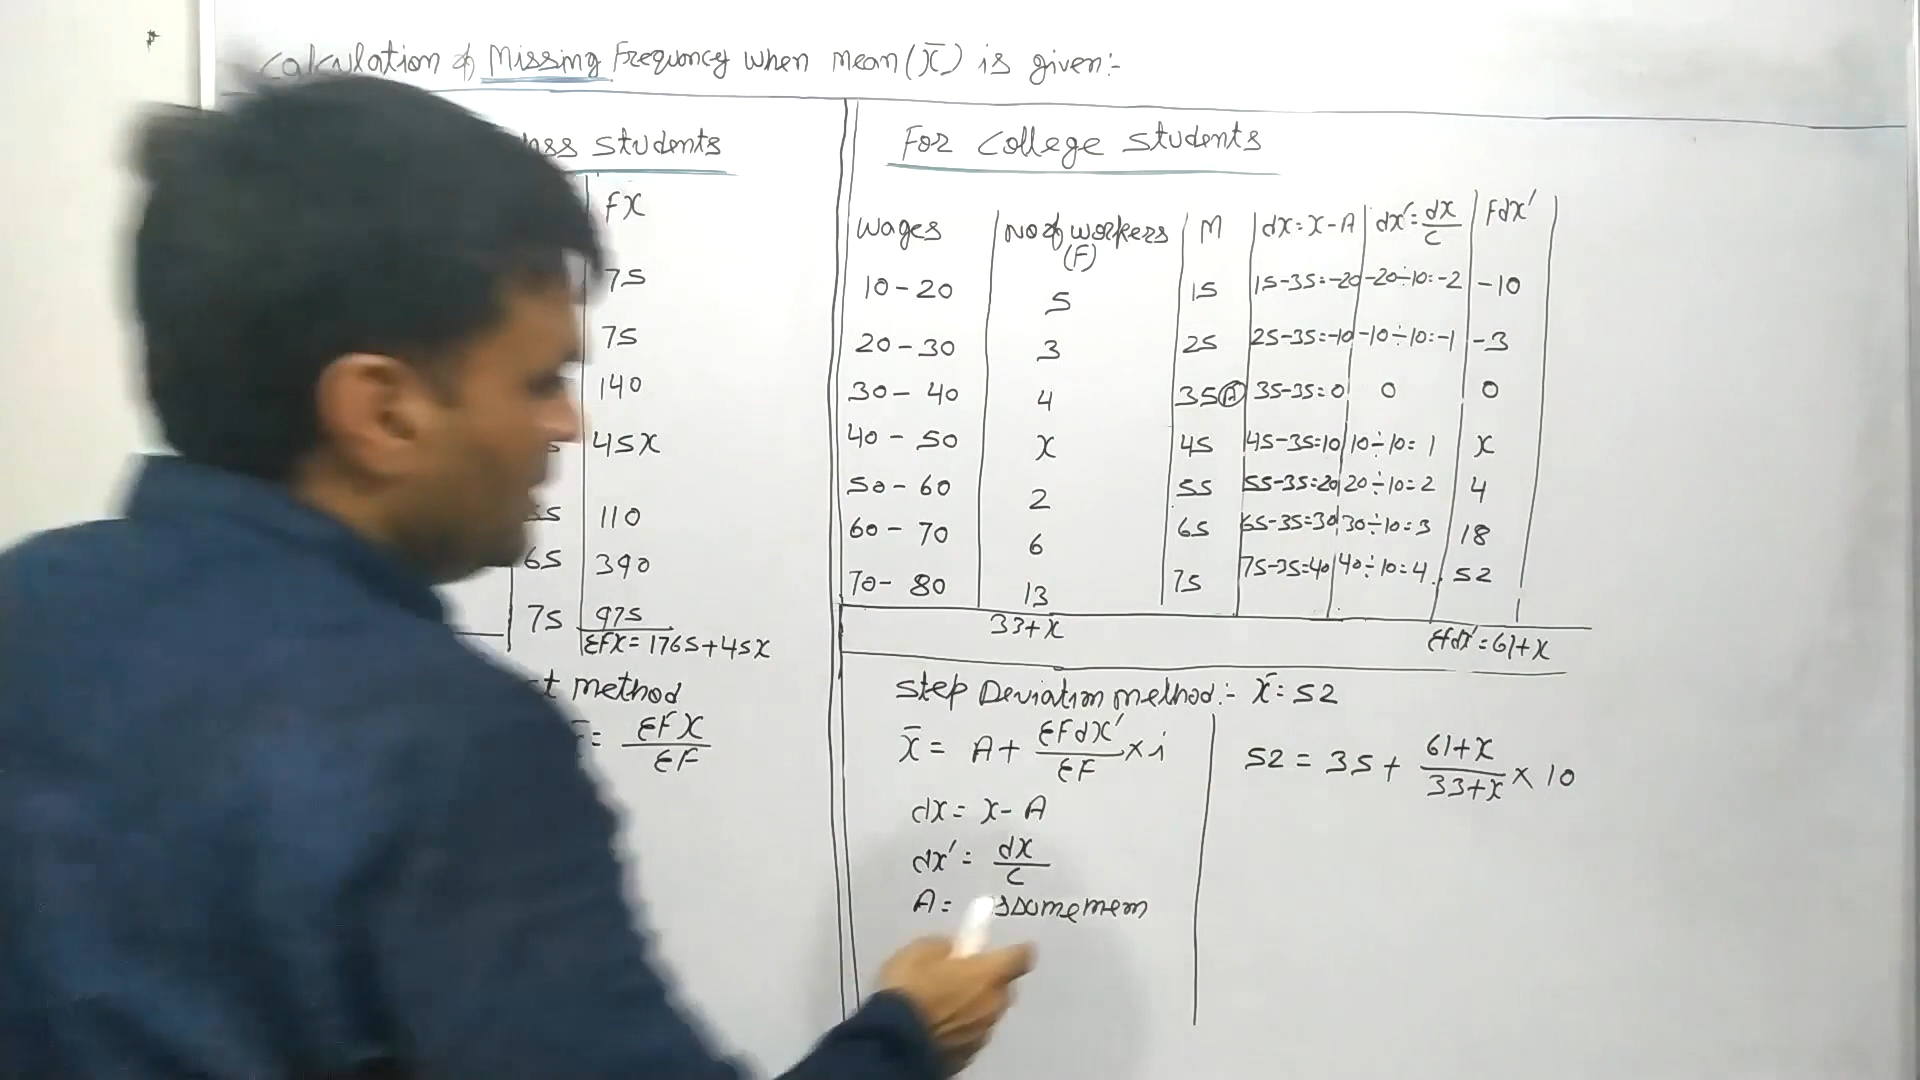 Calculation of Missing Frequency when mean (x̄) is given:-
students
FX
75
75
140
45X
110
65 390
75 975
ΣFX = 1765+45X
method
= ΣFX / ΣF
For College students
Wages No of workers (F) M dx = x-A dx' = dx/c Fdx'
10-20 5 15 15-35=-20 -20÷10=-2 -10
20-30 3 25 25-35=-10 -10÷10=-1 -3
30-40 4 35 (A) 35-35=0 0 0
40-50 x 45 45-35=10 10÷10=1 x
50-60 2 55 55-35=20 20÷10=2 4
60-70 6 65 65-35=30 30÷10=3 18
70-80 13 75 75-35=40 40÷10=4 52
33+x Σfdx' = 61+x
Step Deviation method:- x̄ = 52
x̄ = A + ΣFdx' / ΣF × i
dx = x-A
dx' = dx/c
A =
52 = 35 + 61+x / 33+x × 10